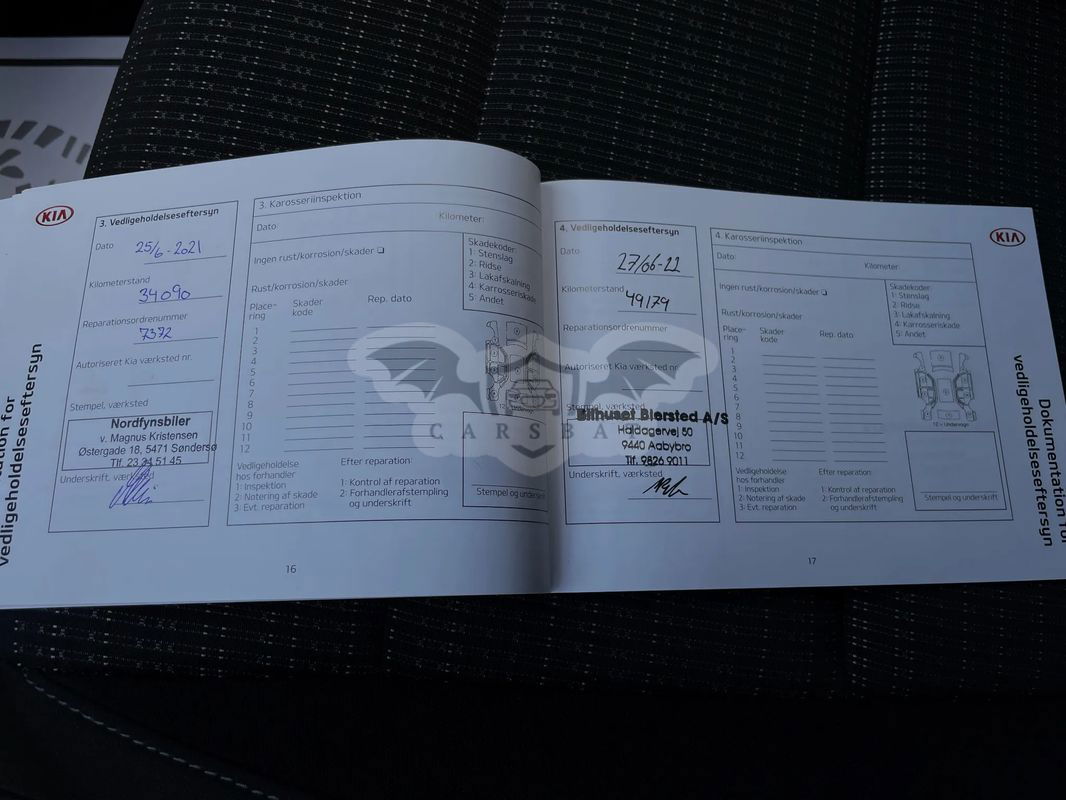 KIA
3. Vedligeholdelseseftersyn
Dato
25/6-2021
Kilometerstand
34090
Reparationsordrenummer
7372
Autoriseret Kia værksted nr.
Stempel, værksted
Nordfynsbiler
v. Magnus Kristensen
Østergade 18, 5471 Søndersø
Tlf. 23 34 51 45
Underskrift, værksted
3. Karosseriinspektion
Dato
Kilometer:
Ingen rust/korrosion/skader
Rust/korrosion/skader
Place-
ring
Skader
kode
Rep. dato
1
2
3
4
5
6
7
8
9
10
11
12
Skadekoder:
1: Stenslag
2: Ridse
3: Lakafskalning
4: Karrosseriskade
5: Andet
Vedligeholdelse
hos forhandler
1: Inspektion
2: Notering af skade
3: Evt. reparation
Efter reparation:
1: Kontrol af reparation
2: Forhandlerafstempling
og underskrift
Stempel og underskrift
16
vedligeholdelseseftersyn
4. Vedligeholdelseseftersyn
Dato
27/06-22
Kilometerstand
49179
Reparationsordrenummer
Autoriseret Kia værksted nr.
Stempel, værksted
Bilhuset Biersted A/S
Haldagervej 50
9440 Aabybro
Tlf. 9826 9011
Underskrift, værksted
4. Karosseriinspektion
Dato:
Kilometer:
Ingen rust/korrosion/skader
Rust/korrosion/skader
Place-
ring
Skader
kode
Rep. dato
1
2
3
4
5
6
7
8
9
10
11
12
Skadekoder:
1: Stenslag
2: Ridse
3: Lakafskalning
4: Karrosseriskade
5: Andet
12 - Undervogn
Vedligeholdelse
hos forhandler
1: Inspektion
2: Notering af skade
3: Evt. reparation
Efter reparation:
1: Kontrol af reparation
2: Forhandlerafstempling
og underskrift
Stempel og underskrift
17
KIA
Dokumentation for
vedligeholdelseseftersyn